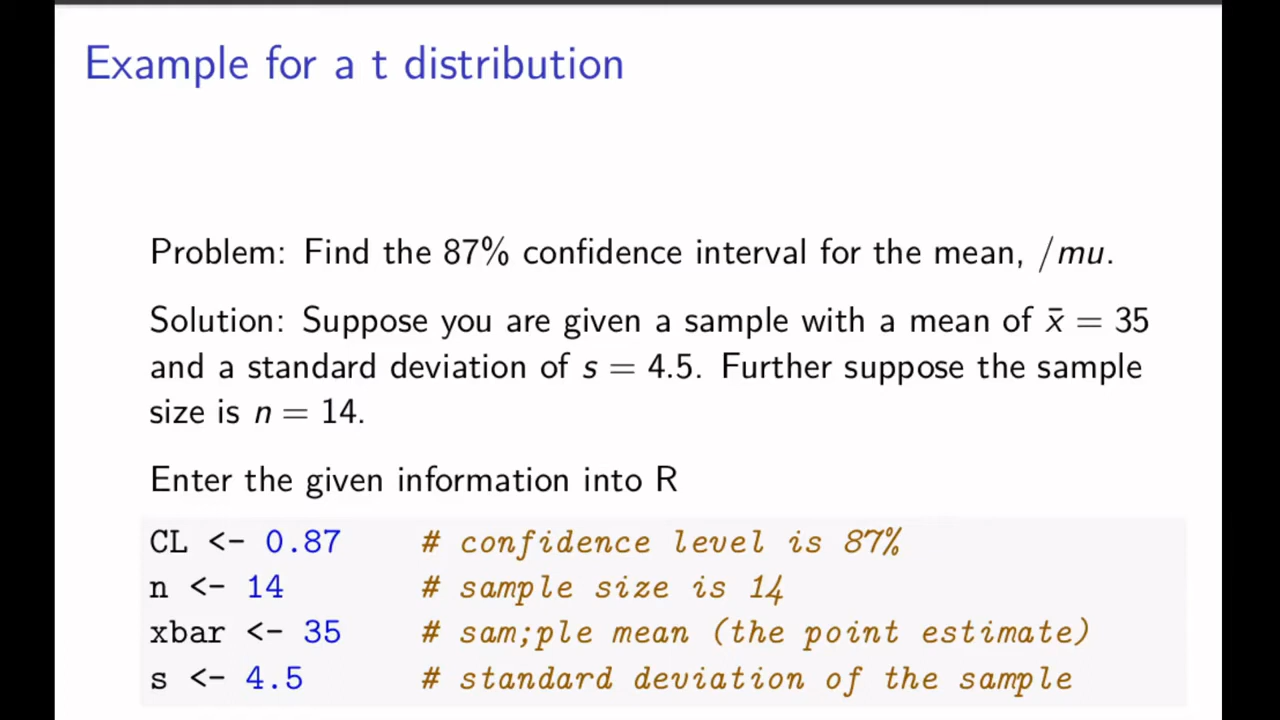 Example for a t distribution
Problem: Find the 87% confidence interval for the mean, /mu.
Solution: Suppose you are given a sample with a mean of x̄ = 35
and a standard deviation of s = 4.5. Further suppose the sample
size is n = 14.
Enter the given information into R
CL <- 0.87 # confidence level is 87%
n <- 14 # sample size is 14
xbar <- 35 # sam;ple mean (the point estimate)
s <- 4.5 # standard deviation of the sample